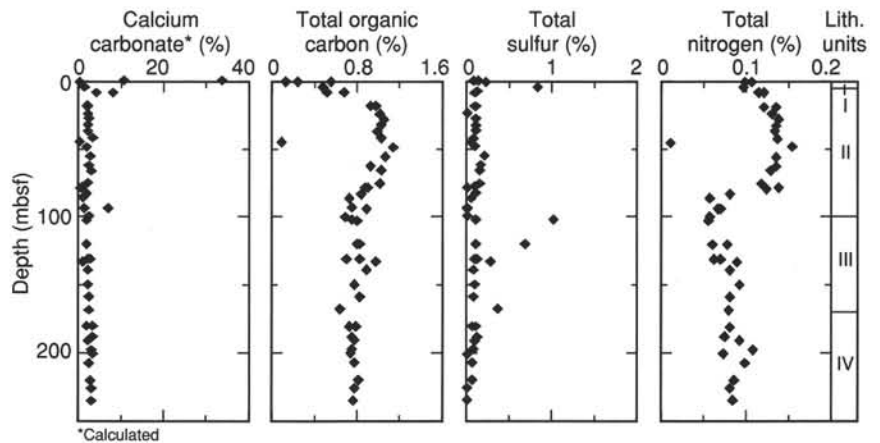 Calcium
carbonate* (%)
Total organic
carbon (%)
Total
sulfur (%)
Total
nitrogen (%)
Lith.
units
0 20 40
0 0.8 1.6
0 1 2
0 0.1 0.2
0
100
200
Depth (mbsf)
I
II
III
IV
*Calculated